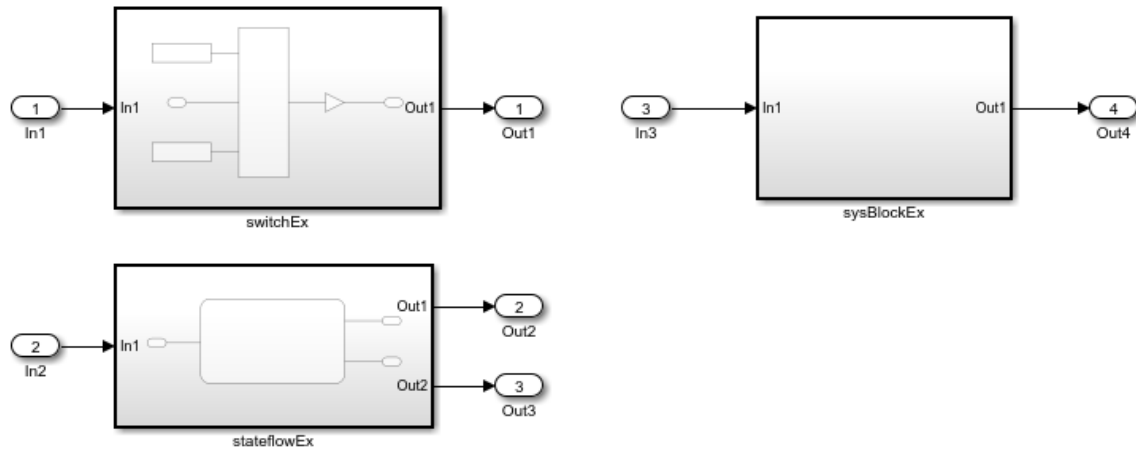 1
In1
In1
Out1
switchEx
1
Out1
3
In3
In1
Out1
sysBlockEx
4
Out4
2
In2
In1
Out1
Out2
stateflowEx
2
Out2
3
Out3